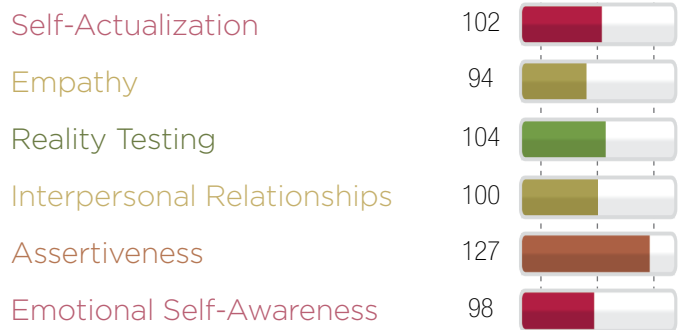 Self-Actualization 102
Empathy 94
Reality Testing 104
Interpersonal Relationships 100
Assertiveness 127
Emotional Self-Awareness 98